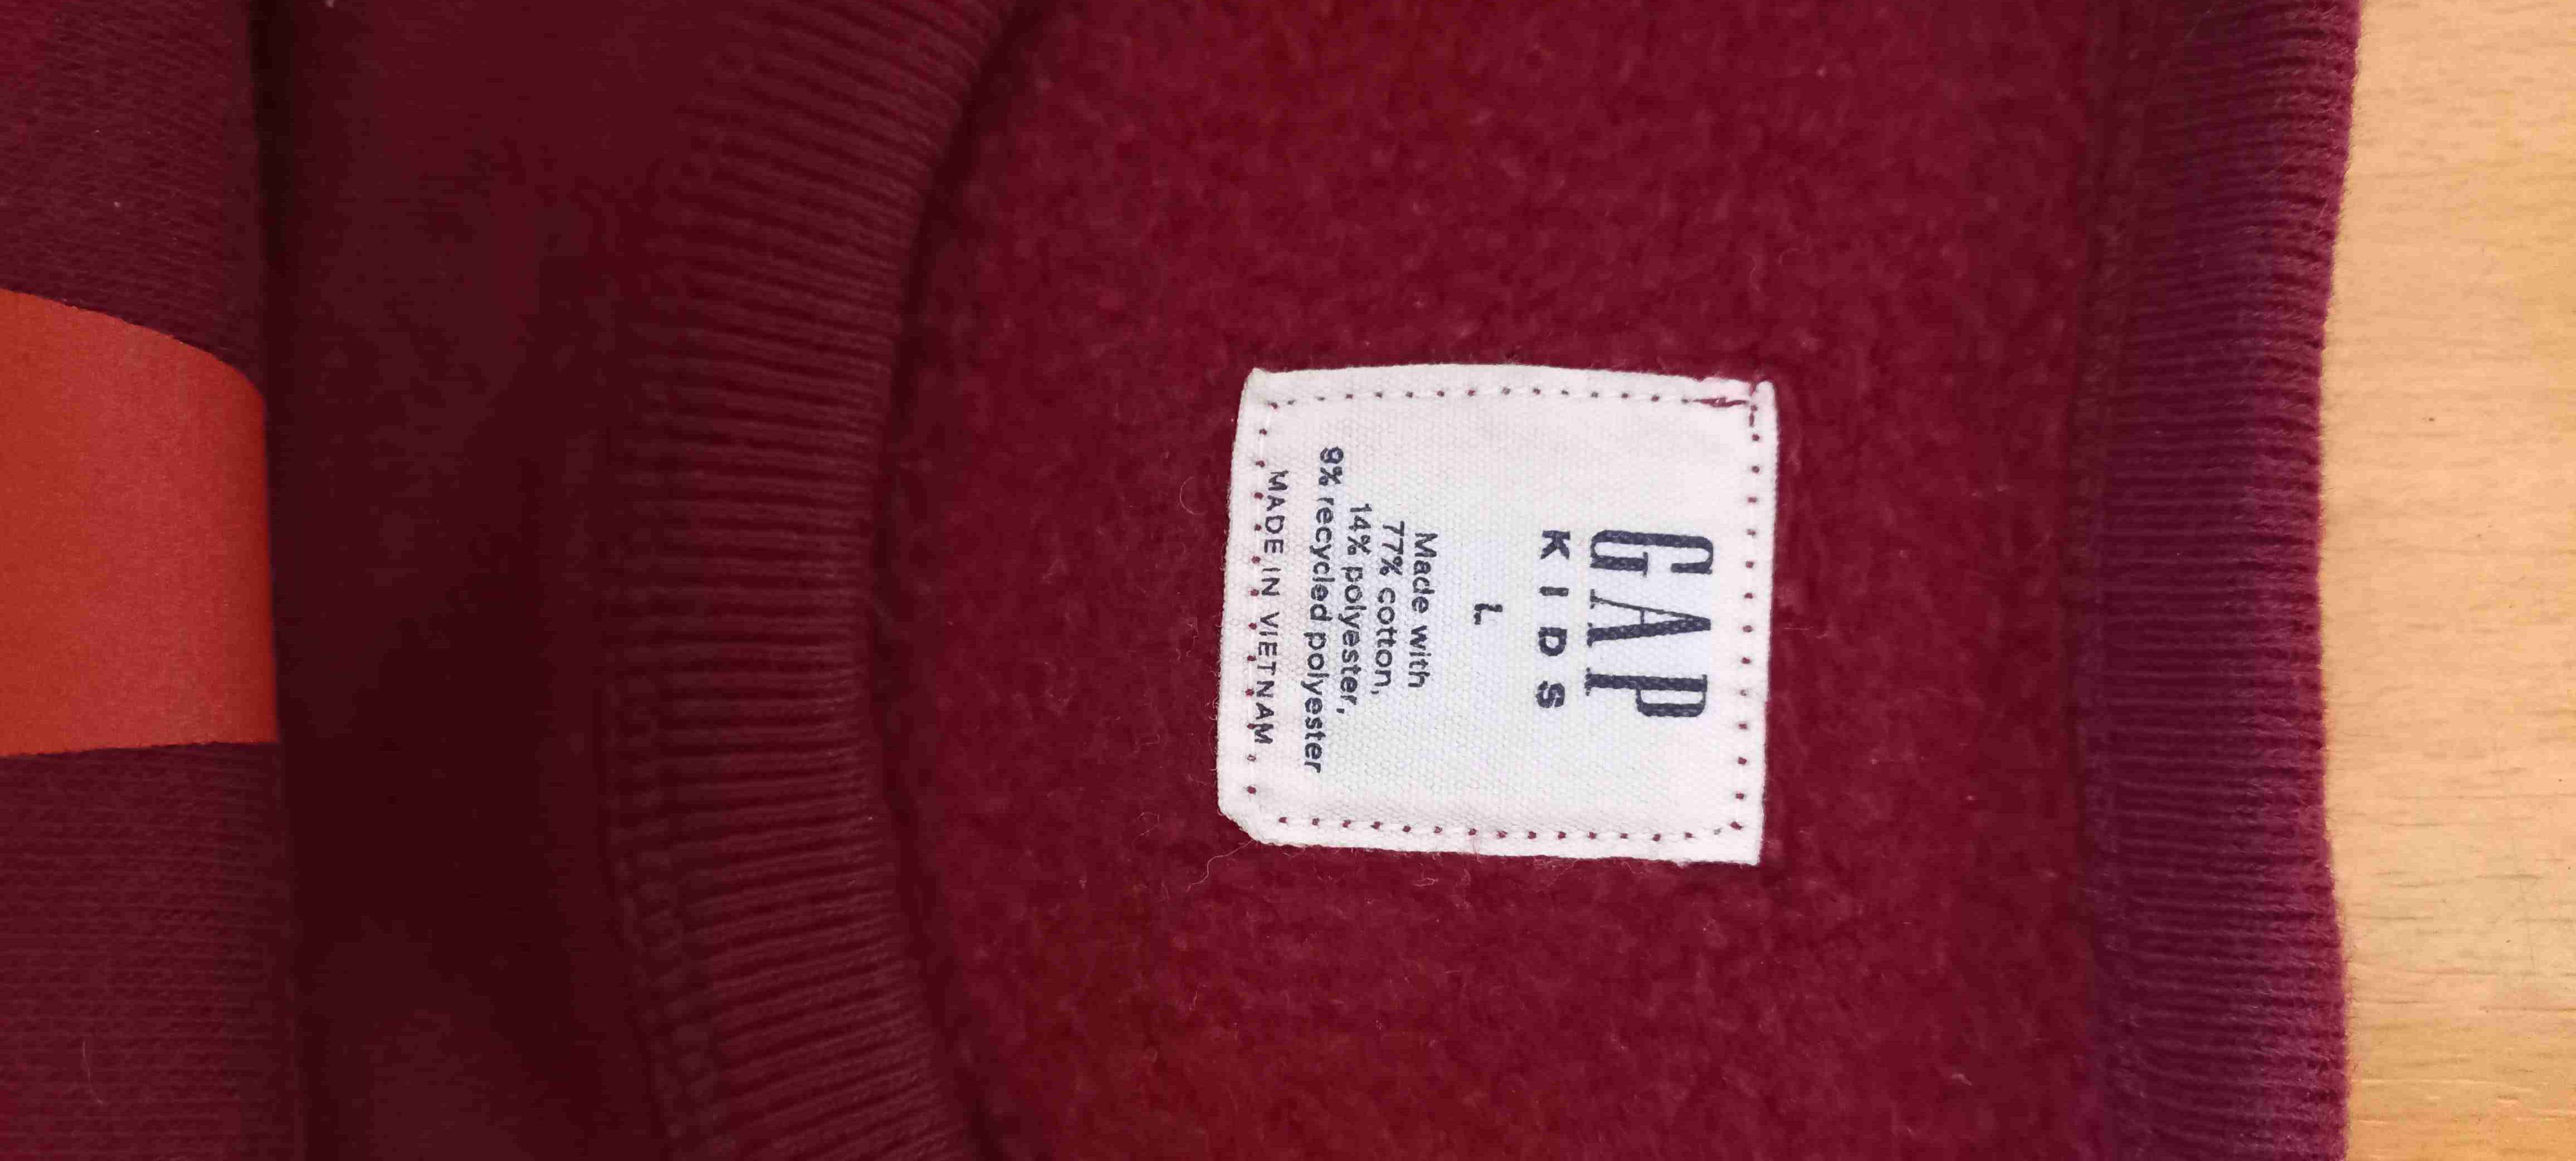 GAP
KIDS
L
Made with
77% cotton,
14% polyester,
9% recycled polyester
MADE IN VIETNAM